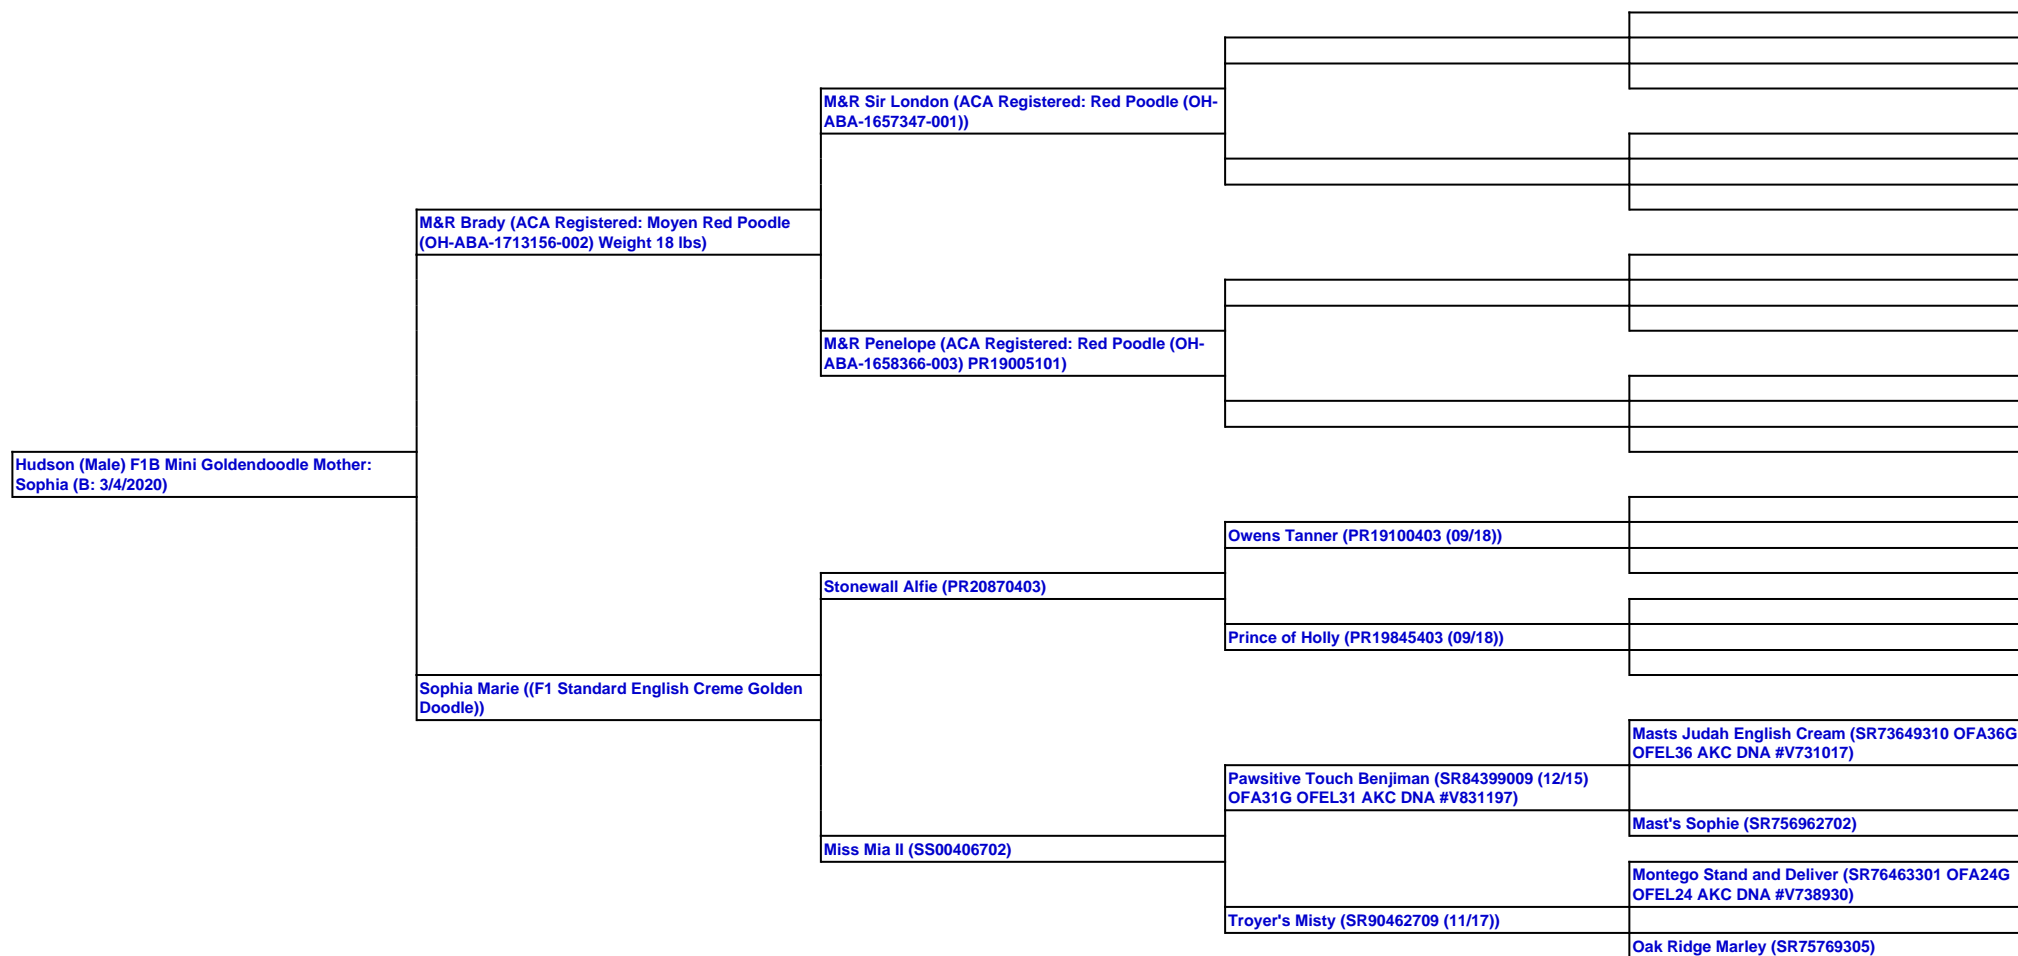 M&R Sir London (ACA Registered: Red Poodle (OH-
ABA-1657347-001))
M&R Brady (ACA Registered: Moyen Red Poodle
(OH-ABA-1713156-002) Weight 18 lbs)
M&R Penelope (ACA Registered: Red Poodle (OH-
ABA-1658366-003) PR19005101)
Hudson (Male) F1B Mini Goldendoodle Mother:
Sophia (B: 3/4/2020)
Owens Tanner (PR19100403 (09/18))
Stonewall Alfie (PR20870403)
Prince of Holly (PR19845403 (09/18))
Sophia Marie ((F1 Standard English Creme Golden
Doodle))
Masts Judah English Cream (SR73649310 OFA36G
OFEL36 AKC DNA #V731017)
Pawsitive Touch Benjiman (SR84399009 (12/15)
OFA31G OFEL31 AKC DNA #V831197)
Mast's Sophie (SR756962702)
Miss Mia II (SS00406702)
Montego Stand and Deliver (SR76463301 OFA24G
OFEL24 AKC DNA #V738930)
Troyer's Misty (SR90462709 (11/17))
Oak Ridge Marley (SR75769305)